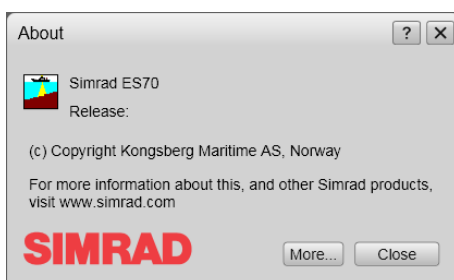 About
?
Simrad ES70
Release:
(c) Copyright Kongsberg Maritime AS, Norway
For more information about this, and other Simrad products,
visit www.simrad.com
SIMRAD
More...
Close